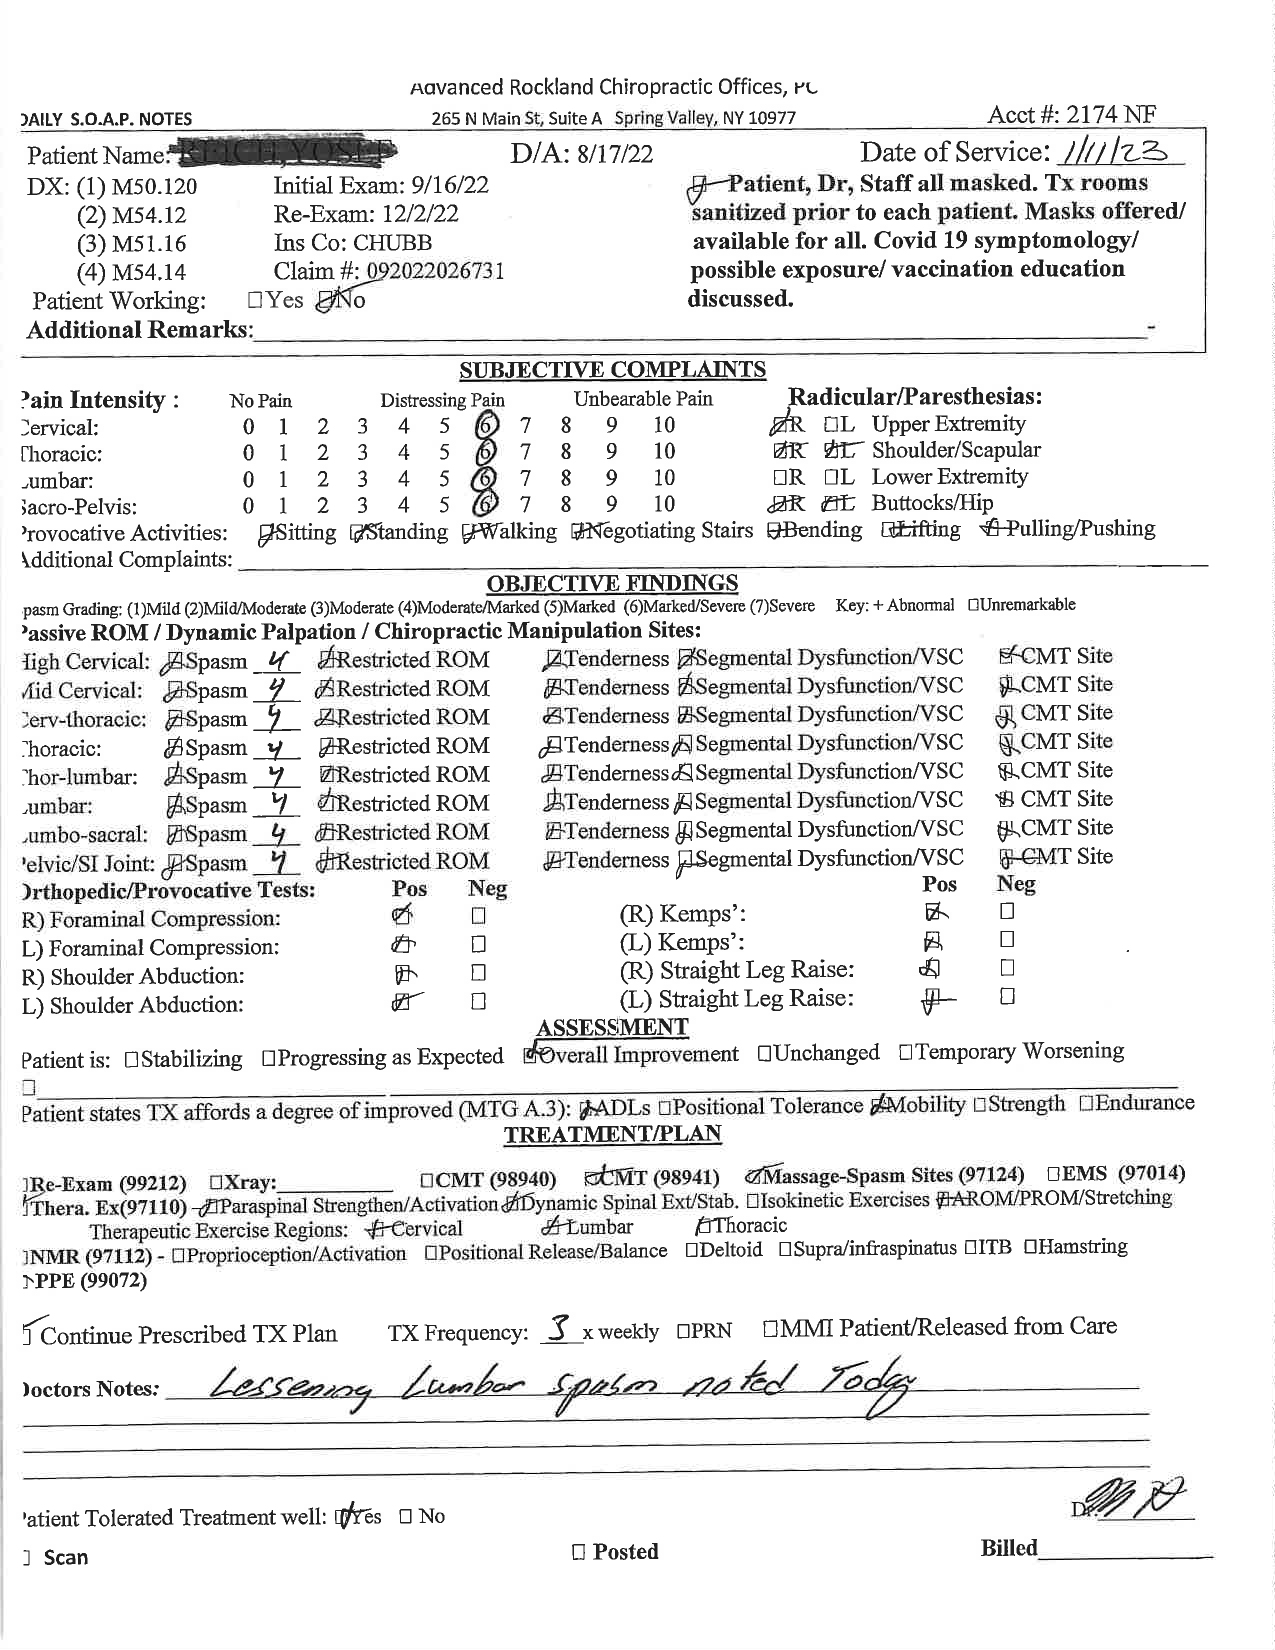 Advanced Rockland Chiropractic Offices, PC
DAILY S.O.A.P. NOTES 265 N Main St, Suite A Spring Valley, NY 10977 Acct #: 2174 NF
Patient Name: D/A: 8/17/22 Date of Service: 1/11/23
DX: (1) M50.120 Initial Exam: 9/16/22 Patient, Dr, Staff all masked. Tx rooms
(2) M54.12 Re-Exam: 12/2/22 sanitized prior to each patient. Masks offered/
(3) M51.16 Ins Co: CHUBB available for all. Covid 19 symptomology/
(4) M54.14 Claim #: 092022026731 possible exposure/ vaccination education
Patient Working: ☐Yes ☑No discussed.
Additional Remarks: -
SUBJECTIVE COMPLAINTS
Pain Intensity : No Pain Distressing Pain Unbearable Pain Radicular/Paresthesias:
Cervical: 0 1 2 3 4 5 6 7 8 9 10 ☑R ☐L Upper Extremity
Thoracic: 0 1 2 3 4 5 6 7 8 9 10 ☑R ☑L Shoulder/Scapular
Lumbar: 0 1 2 3 4 5 6 7 8 9 10 ☐R ☐L Lower Extremity
Sacro-Pelvis: 0 1 2 3 4 5 6 7 8 9 10 ☑R ☑L Buttocks/Hip
Provocative Activities: ☑Sitting ☑Standing ☑Walking ☑Negotiating Stairs ☑Bending ☑Lifting ☑Pulling/Pushing
Additional Complaints:
OBJECTIVE FINDINGS
Spasm Grading: (1)Mild (2)Mild/Moderate (3)Moderate (4)Moderate/Marked (5)Marked (6)Marked/Severe (7)Severe Key: + Abnormal ☐Unremarkable
Passive ROM / Dynamic Palpation / Chiropractic Manipulation Sites:
High Cervical: ☑Spasm 4 ☑Restricted ROM ☑Tenderness ☑Segmental Dysfunction/VSC ☑CMT Site
Mid Cervical: ☑Spasm 4 ☑Restricted ROM ☑Tenderness ☑Segmental Dysfunction/VSC ☑CMT Site
Cerv-thoracic: ☑Spasm 4 ☑Restricted ROM ☑Tenderness ☑Segmental Dysfunction/VSC ☑CMT Site
Thoracic: ☑Spasm 4 ☑Restricted ROM ☑Tenderness ☑Segmental Dysfunction/VSC ☑CMT Site
Thor-lumbar: ☑Spasm 4 ☑Restricted ROM ☑Tenderness ☑Segmental Dysfunction/VSC ☑CMT Site
Lumbar: ☑Spasm 4 ☑Restricted ROM ☑Tenderness ☑Segmental Dysfunction/VSC ☑CMT Site
Lumbo-sacral: ☑Spasm 4 ☑Restricted ROM ☑Tenderness ☑Segmental Dysfunction/VSC ☑CMT Site
Pelvic/SI Joint: ☑Spasm 4 ☑Restricted ROM ☑Tenderness ☑Segmental Dysfunction/VSC ☑CMT Site
Orthopedic/Provocative Tests: Pos Neg Pos Neg
R) Foraminal Compression: ☑ ☐ (R) Kemps': ☑ ☐
L) Foraminal Compression: ☑ ☐ (L) Kemps': ☑ ☐
R) Shoulder Abduction: ☑ ☐ (R) Straight Leg Raise: ☑ ☐
L) Shoulder Abduction: ☑ ☐ (L) Straight Leg Raise: ☑ ☐
ASSESSMENT
Patient is: ☐Stabilizing ☐Progressing as Expected ☑Overall Improvement ☐Unchanged ☐Temporary Worsening
☐
Patient states TX affords a degree of improved (MTG A.3): ☑ADLs ☐Positional Tolerance ☑Mobility ☐Strength ☐Endurance
TREATMENT/PLAN
☐Re-Exam (99212) ☐Xray: ☐CMT (98940) ☑CMT (98941) ☑Massage-Spasm Sites (97124) ☐EMS (97014)
☑Thera. Ex(97110) - ☑Paraspinal Strengthen/Activation ☑Dynamic Spinal Ext/Stab. ☐Isokinetic Exercises ☑AROM/PROM/Stretching
Therapeutic Exercise Regions: ☑Cervical ☑Lumbar ☑Thoracic
☐NMR (97112) - ☐Proprioception/Activation ☐Positional Release/Balance ☐Deltoid ☐Supra/infraspinatus ☐ITB ☐Hamstring
☑PPE (99072)
☑Continue Prescribed TX Plan TX Frequency: 3 x weekly ☐PRN ☐MMI Patient/Released from Care
Doctors Notes: Lessening Lumbar spasm noted Today
Patient Tolerated Treatment well: ☑Yes ☐ No Dr.
☐ Scan ☐ Posted Billed